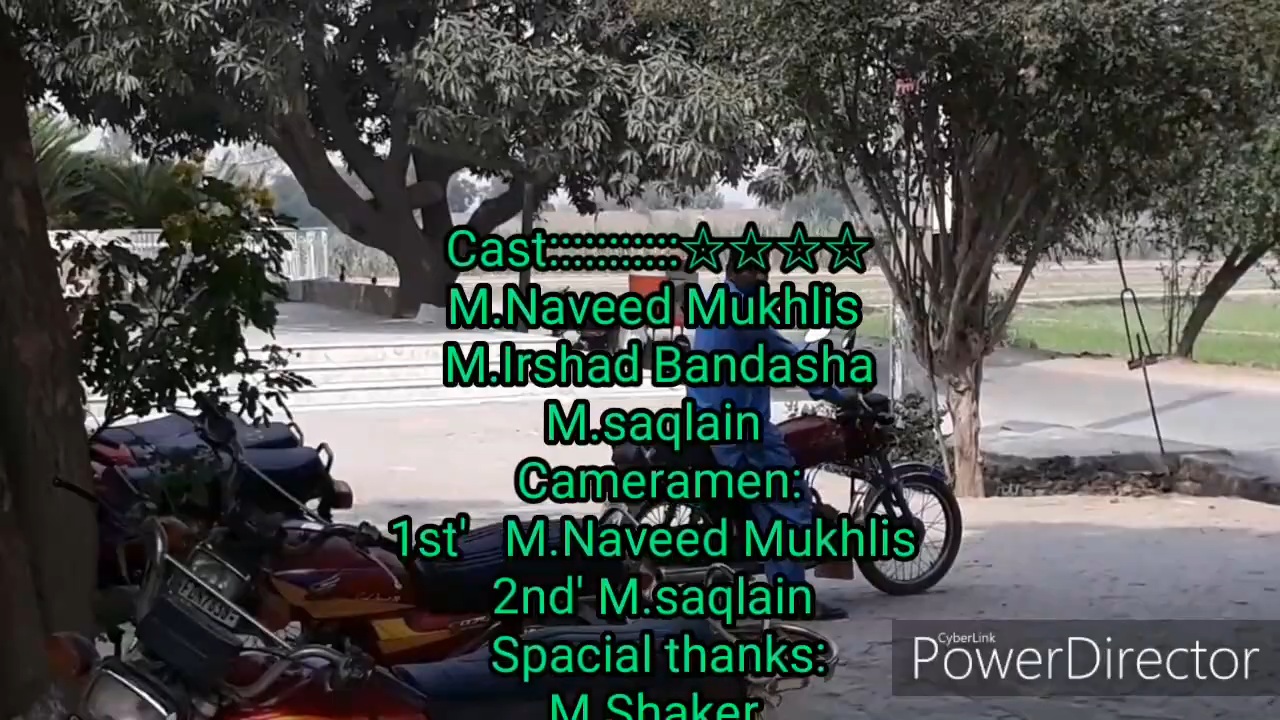 Cast:::::::::::☆☆☆☆
M.Naveed Mukhlis
M.Irshad Bandasha
M.saqlain
Cameramen:
1st'   M.Naveed Mukhlis
2nd' M.saqlain
Spacial thanks:
M.Shaker
CyberLink
PowerDirector